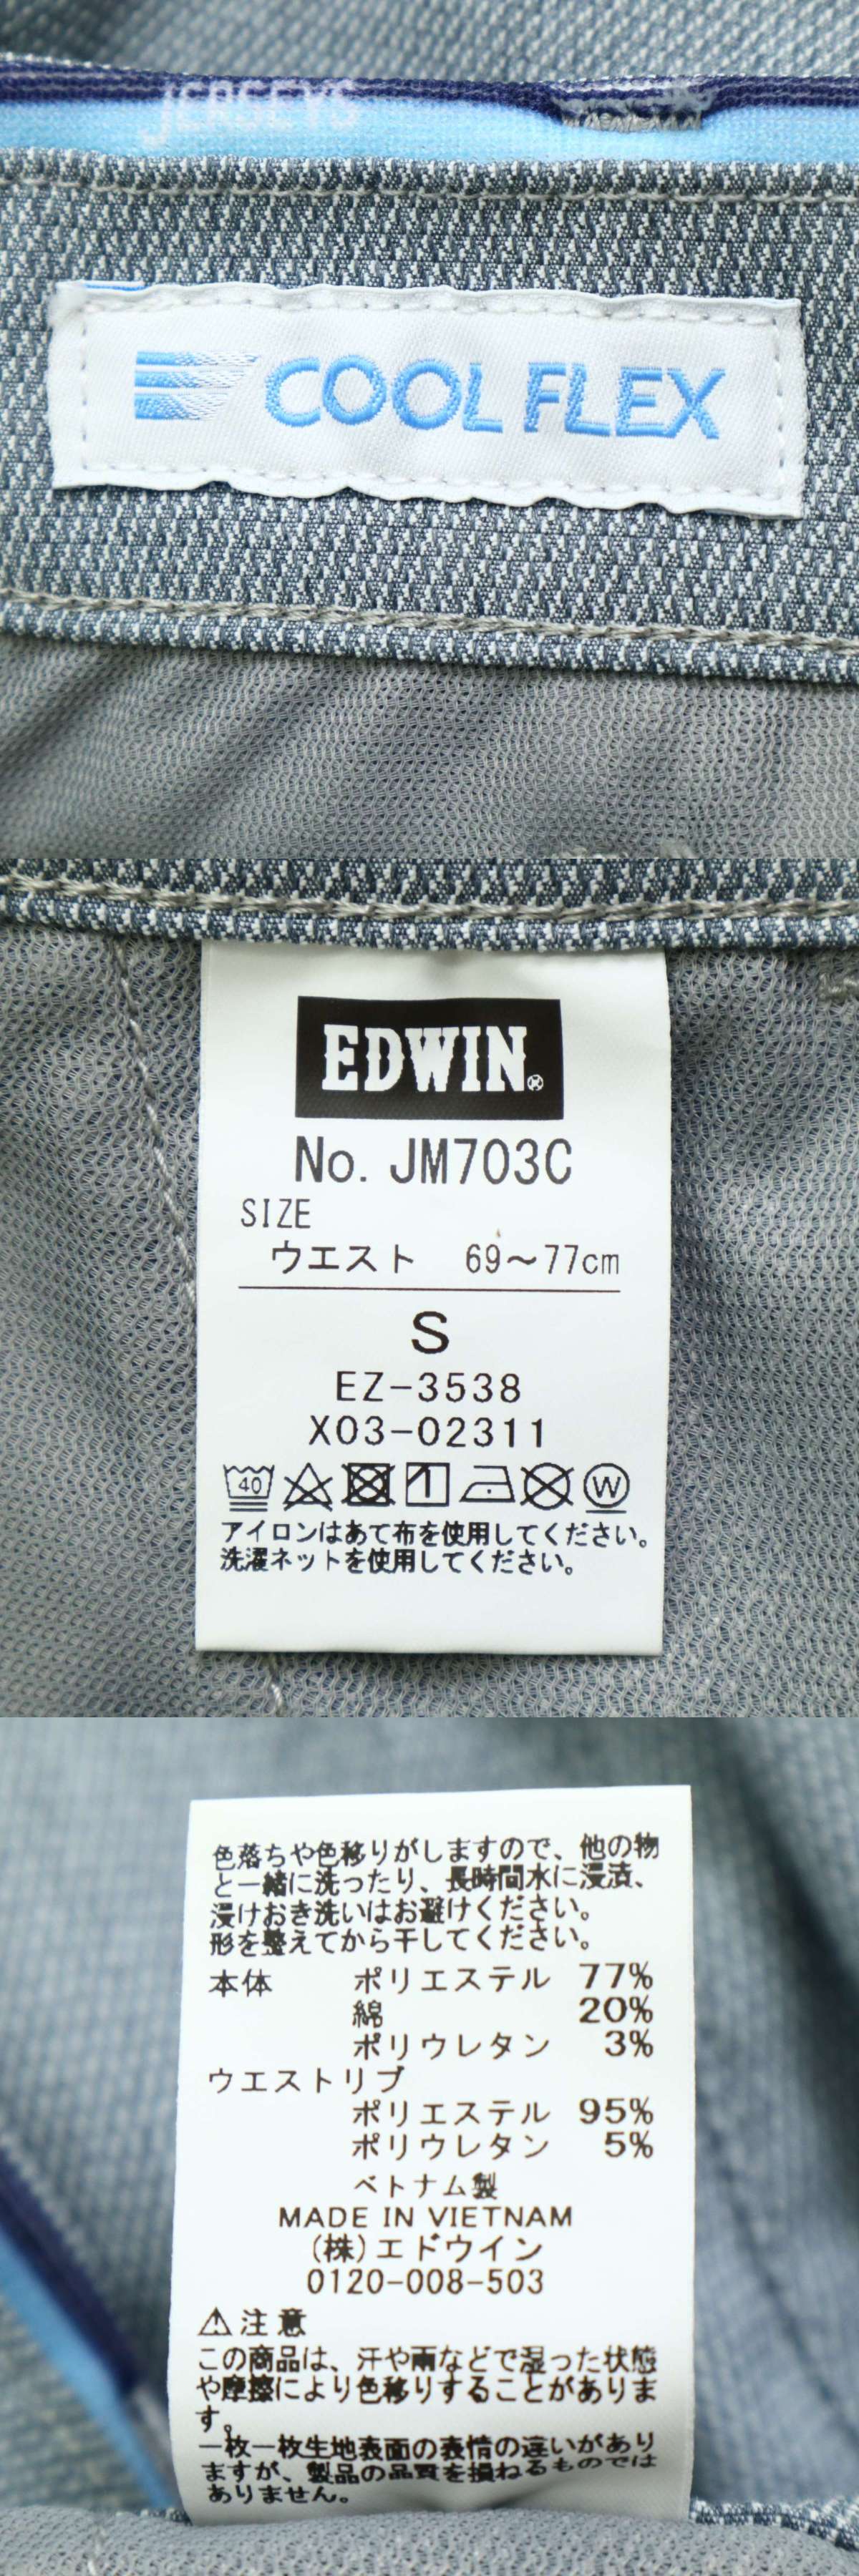 JERSEYS
COOL FLEX
EDWIN®
No. JM703C
SIZE
ウエスト 69〜77cm
S
EZ-3538
X03-02311
40 1 W
アイロンはあて布を使用してください。
洗濯ネットを使用してください。
色落ちや色移りがしますので、他の物
と一緒に洗ったり、長時間水に浸漬、
浸けおき洗いはお避けください。
形を整えてから干してください。
本体 ポリエステル 77%
綿 20%
ポリウレタン 3%
ウエストリブ
ポリエステル 95%
ポリウレタン 5%
ベトナム製
MADE IN VIETNAM
(株)エドウイン
0120-008-503
⚠注意
この商品は、汗や雨などで湿った状態
や摩擦により色移りすることがありま
す。
一枚一枚生地表面の表情の違いがあり
ますが、製品の品質を損ねるものでは
ありません。